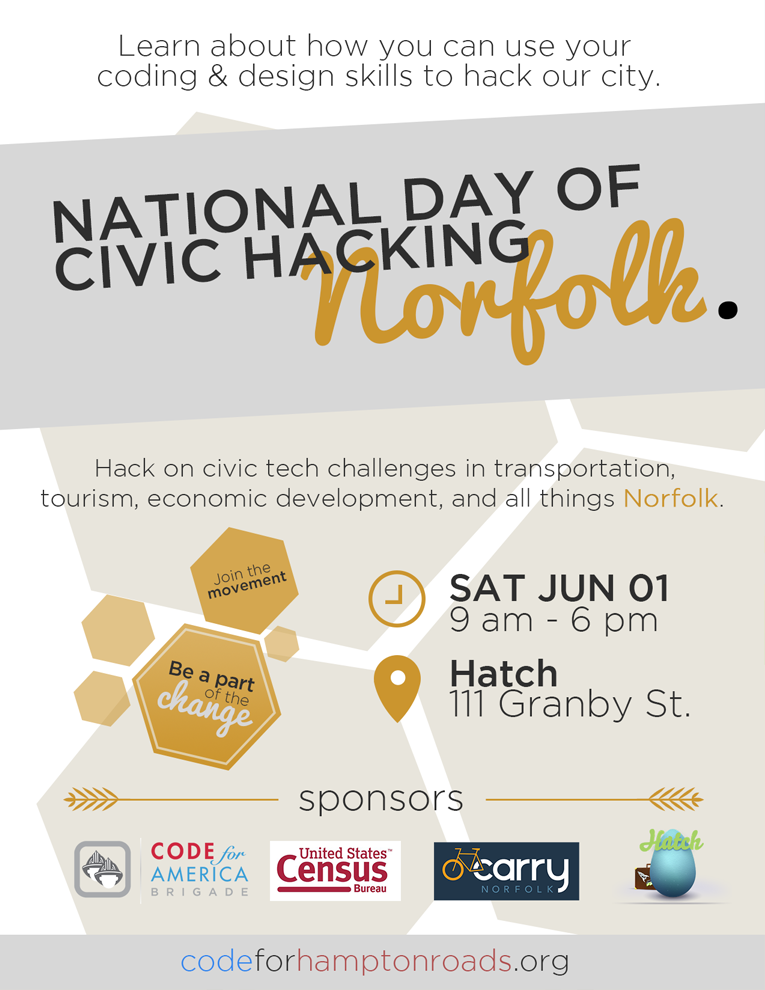 Learn about how you can use your
coding & design skills to hack our city.
NATIONAL DAY OF
CIVIC HACKING
Norfolk.
Hack on civic tech challenges in transportation,
tourism, economic development, and all things Norfolk.
Join the
movement
Be a part
of the
change
SAT JUN 01
9 am - 6 pm
Hatch
111 Granby St.
sponsors
CODE for
AMERICA
BRIGADE
United States™
Census
Bureau
carry
NORFOLK
Hatch
codeforhamptonroads.org